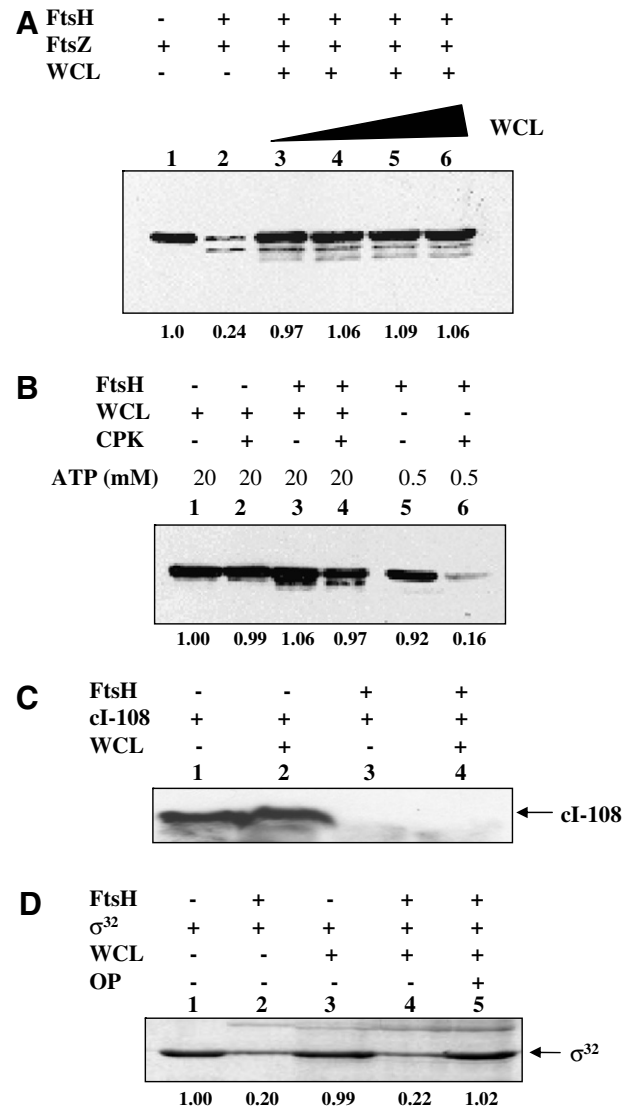 A
FtsH - + + + + +
FtsZ + + + + + +
WCL - - + + + +
WCL
1 2 3 4 5 6
1.0 0.24 0.97 1.06 1.09 1.06
B
FtsH - - + + + +
WCL + + + + - -
CPK - + - + - +
ATP (mM) 20 20 20 20 0.5 0.5
1 2 3 4 5 6
1.00 0.99 1.06 0.97 0.92 0.16
C
FtsH - - + +
cI-108 + + + +
WCL - + - +
1 2 3 4
cI-108
D
FtsH - + - + +
σ³² + + + + +
WCL - - + + +
OP - - - - +
1 2 3 4 5
σ³²
1.00 0.20 0.99 0.22 1.02